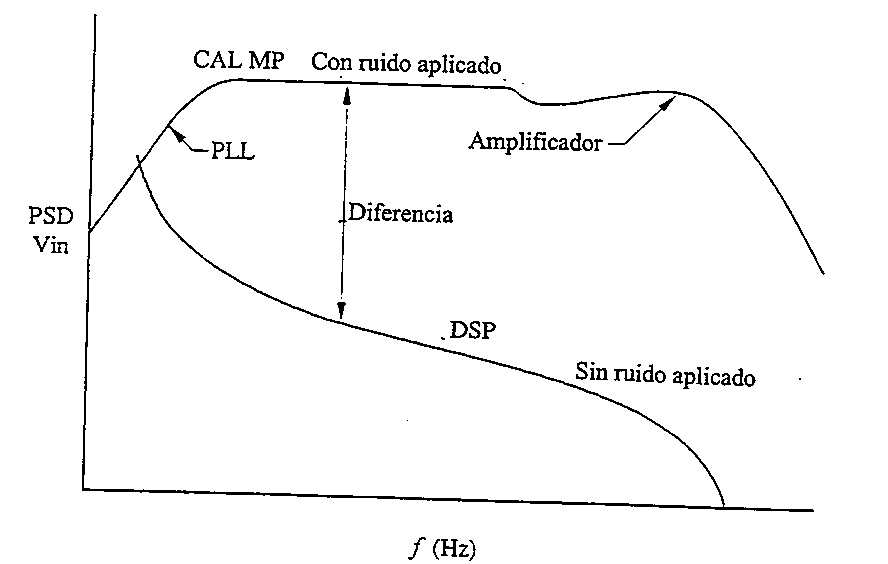 CAL MP Con ruido aplicado
PLL
Amplificador
PSD
Vin
Diferencia
DSP
Sin ruido aplicado
f (Hz)